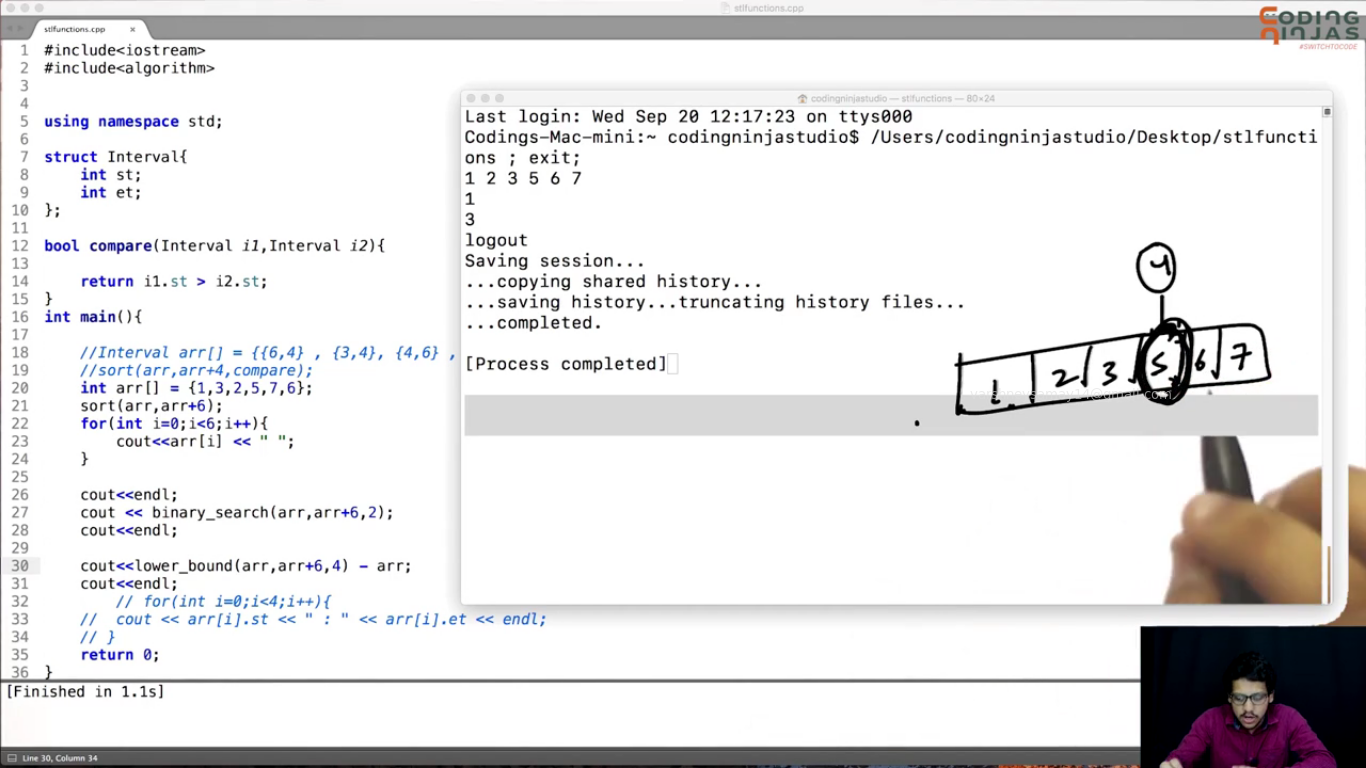 stlfunctions.cpp
CODING
NINJAS
#SWITCHTOCODE
stlfunctions.cpp
1 #include<iostream>
2 #include<algorithm>
3
4
5 using namespace std;
6
7 struct Interval{
8 int st;
9 int et;
10 };
11
12 bool compare(Interval i1,Interval i2){
13
14 return i1.st > i2.st;
15 }
16 int main(){
17
18 //Interval arr[] = {{6,4} , {3,4}, {4,6} ,
19 //sort(arr,arr+4,compare);
20 int arr[] = {1,3,2,5,7,6};
21 sort(arr,arr+6);
22 for(int i=0;i<6;i++){
23 cout<<arr[i] << " ";
24 }
25
26 cout<<endl;
27 cout << binary_search(arr,arr+6,2);
28 cout<<endl;
29
30 cout<<lower_bound(arr,arr+6,4) - arr;
31 cout<<endl;
32 // for(int i=0;i<4;i++){
33 // cout << arr[i].st << " : " << arr[i].et << endl;
34 // }
35 return 0;
36 }
[Finished in 1.1s]
Line 30, Column 34
codingninjastudio — stlfunctions — 80×24
Last login: Wed Sep 20 12:17:23 on ttys000
Codings-Mac-mini:~ codingninjastudio$ /Users/codingninjastudio/Desktop/stlfuncti
ons ; exit;
1 2 3 5 6 7
1
3
logout
Saving session...
...copying shared history...
...saving history...truncating history files...
...completed.
[Process completed]
4
1 2 3 5 6 7